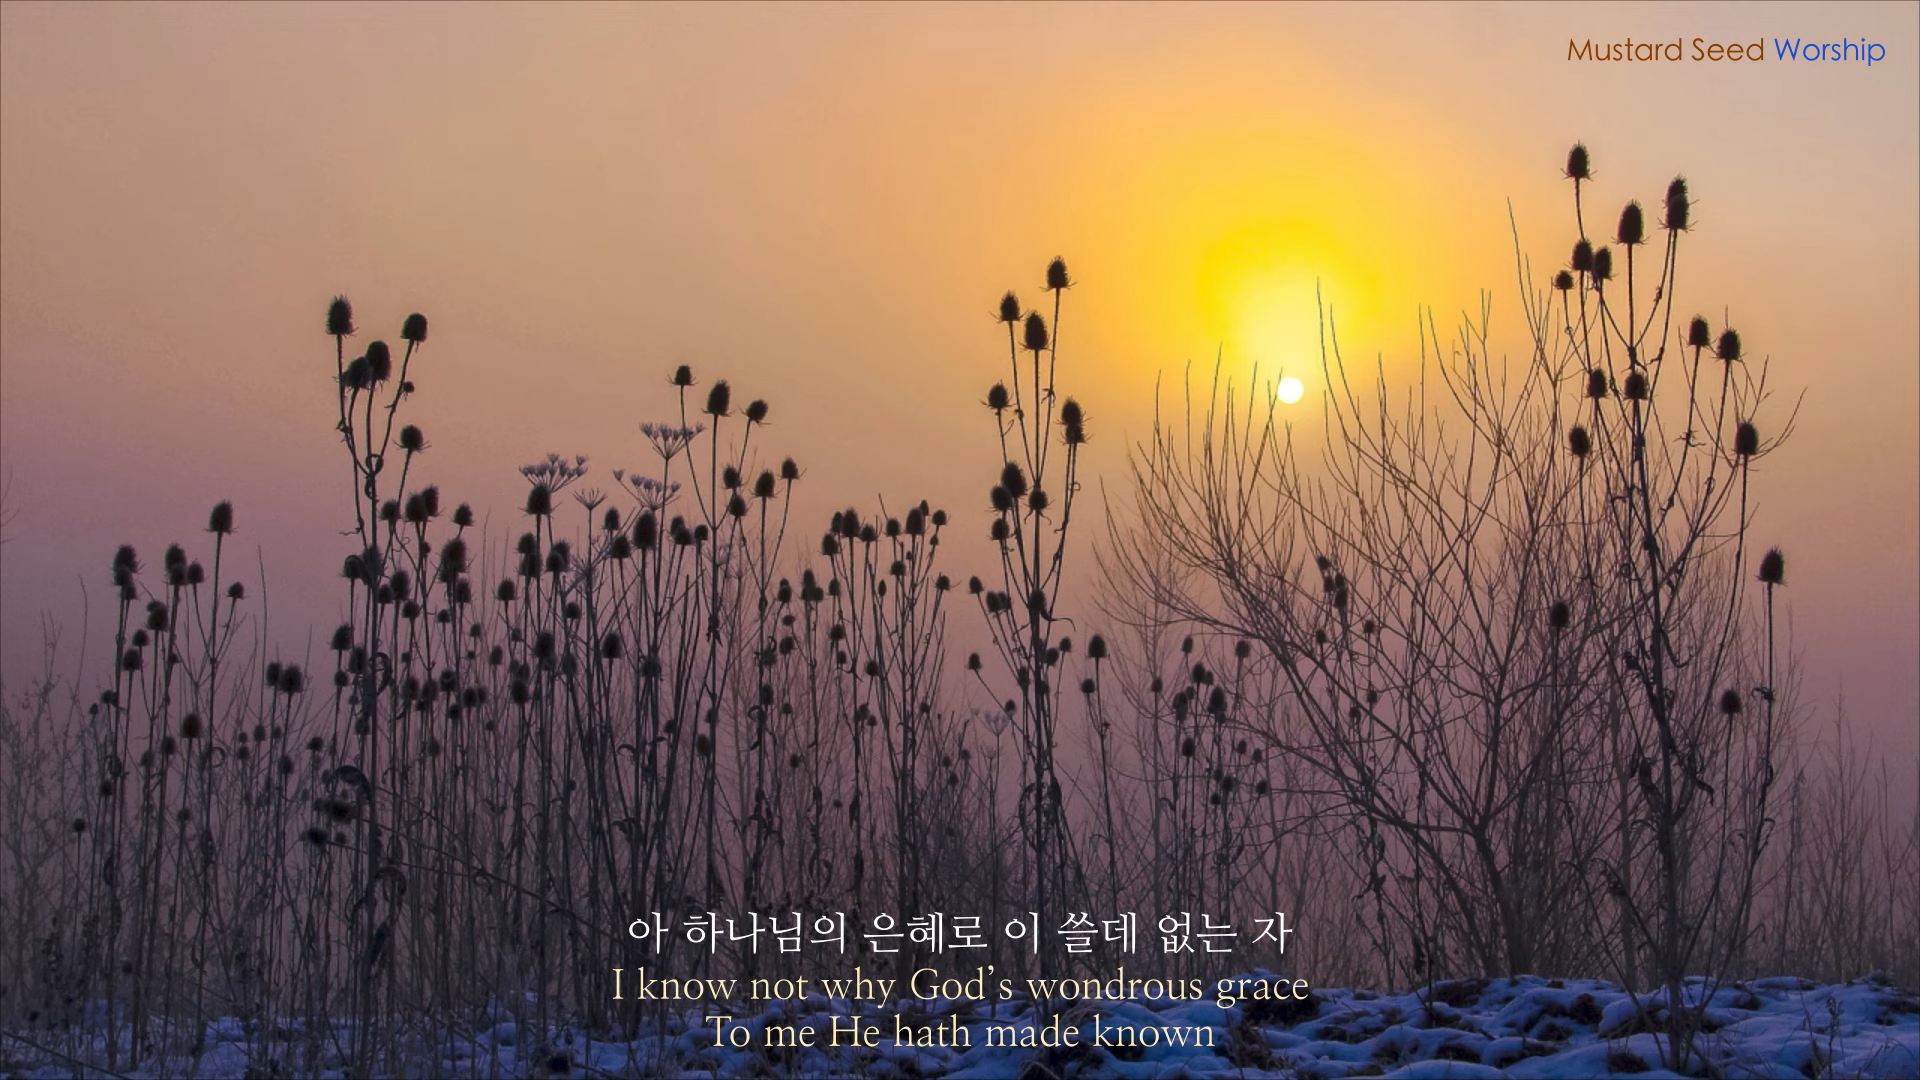 Mustard Seed Worship
아 하나님의 은혜로 이 쓸데 없는 자
I know not why God’s wondrous grace
To me He hath made known